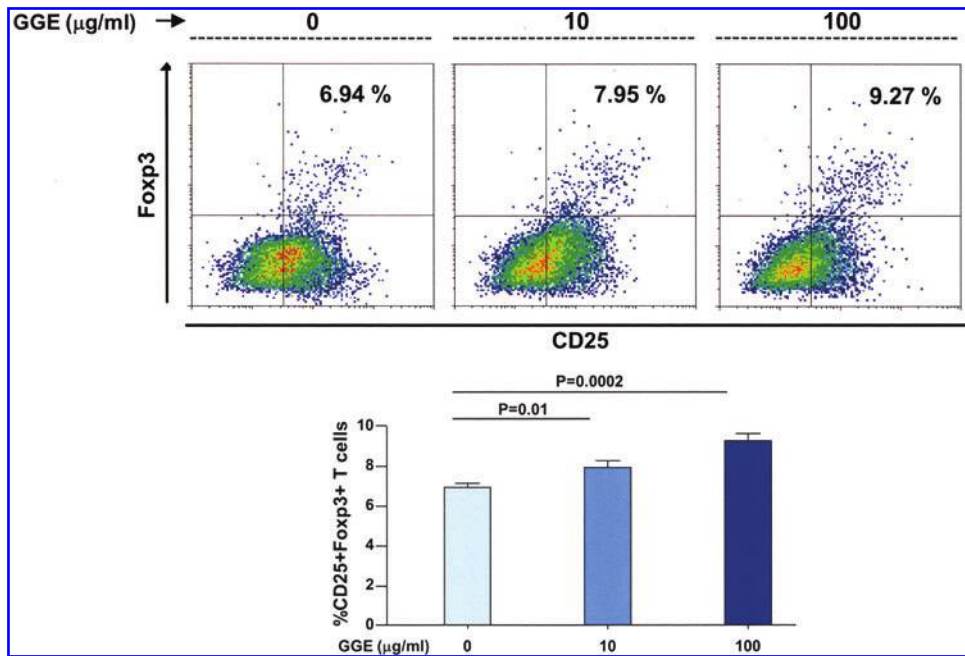 GGE (μg/ml) → 0 10 100
6.94 % 7.95 % 9.27 %
Foxp3
CD25
P=0.0002
P=0.01
%CD25+Foxp3+ T cells
10
8
6
4
2
0
GGE (μg/ml) 0 10 100